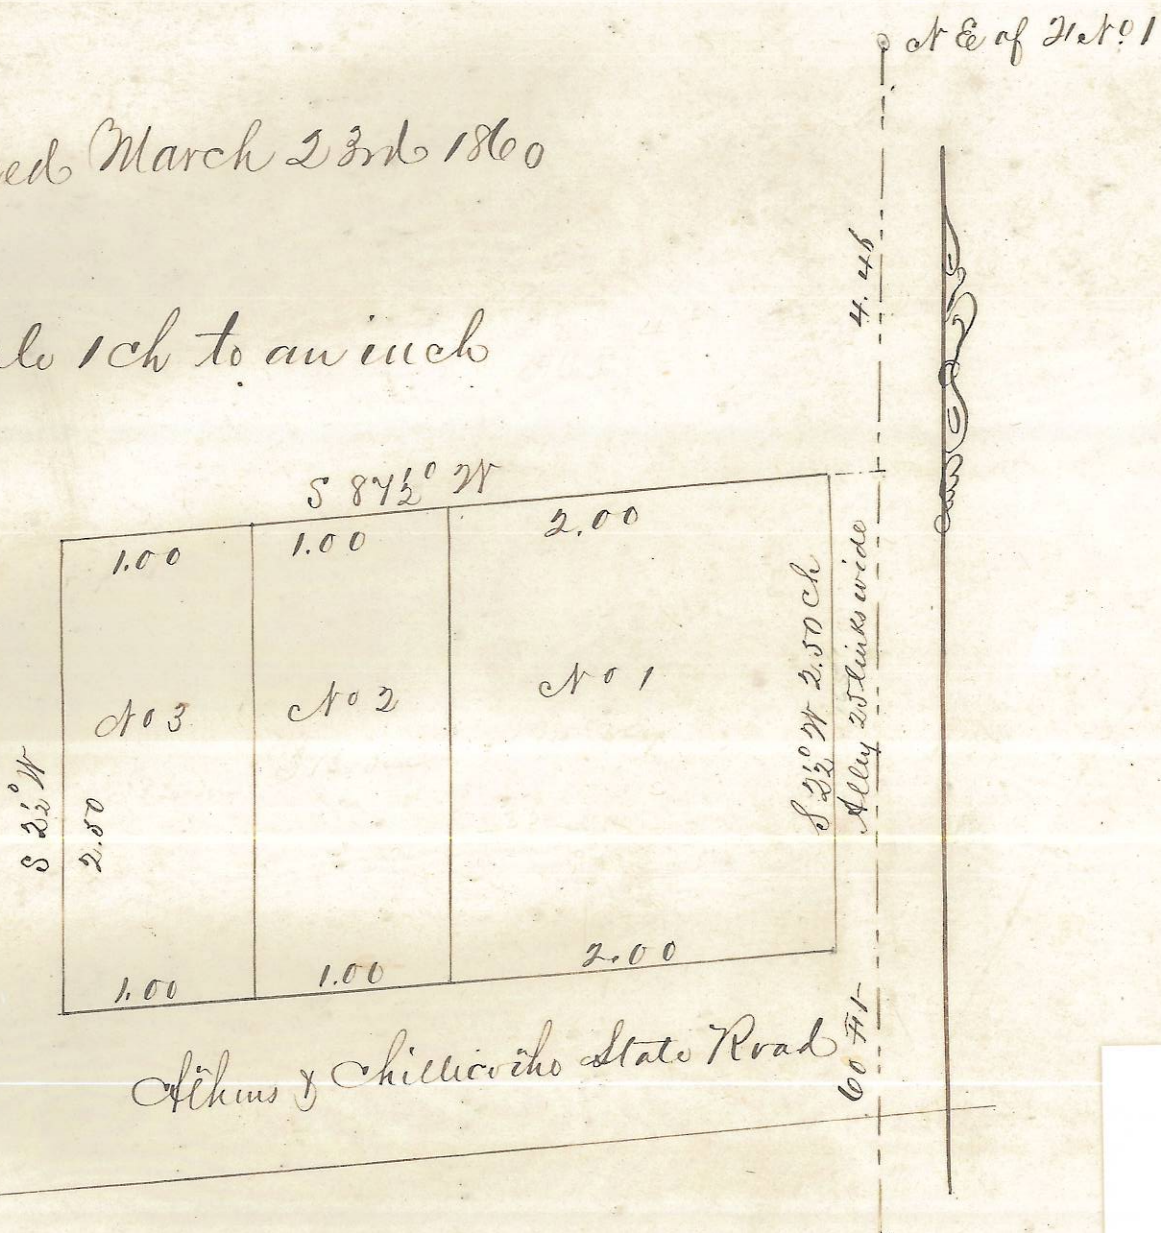 N E of
No 1
ed March 23rd 1860
4.46
le 1 ch to an inch
S 87½° W
1.00
1.00
2.00
No 3
No 2
No 1
S 2½° W
2.50
S 2½° W 2.50 ch
Alley 25 links wide
1.00
1.00
2.00
60 Ft
Athens & Chillicothe State Road